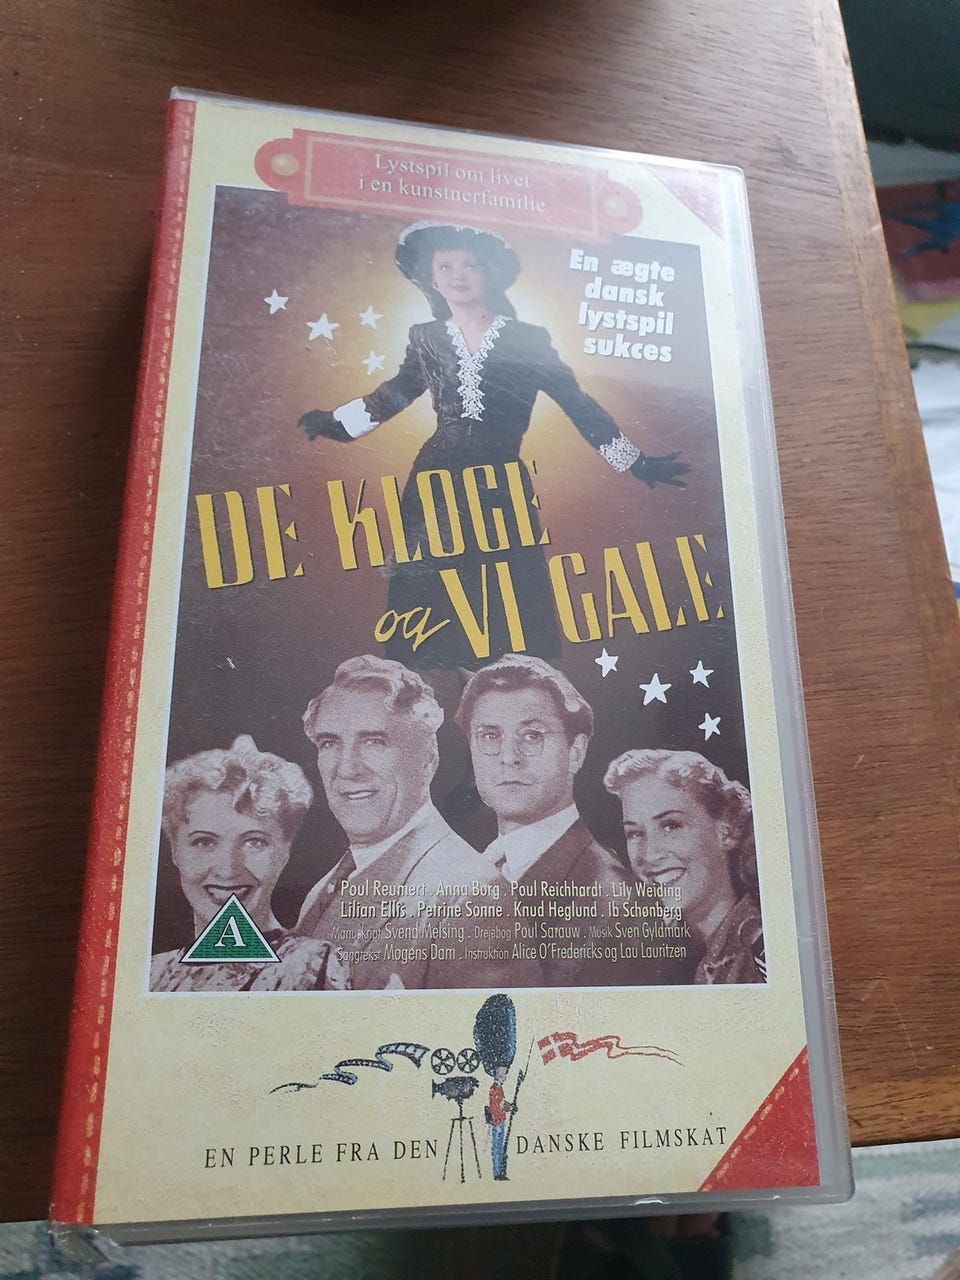 Lystspil om livet
i en kunstnerfamilie
En ægte
dansk
lystspil
sukces
DE KLOGE
og VI GALE
Poul Reumert . Anna Borg . Poul Reichhardt . Lily Weiding
Lilian Ellis . Petrine Sonne . Knud Heglund . Ib Schønberg
Manuskript Svend Melsing . Drejebog Poul Sarauw . Musik Sven Gyldmark
Sangtekst Mogens Dam . Instruktion Alice O'Fredericks og Lau Lauritzen
A
EN PERLE FRA DEN DANSKE FILMSKAT